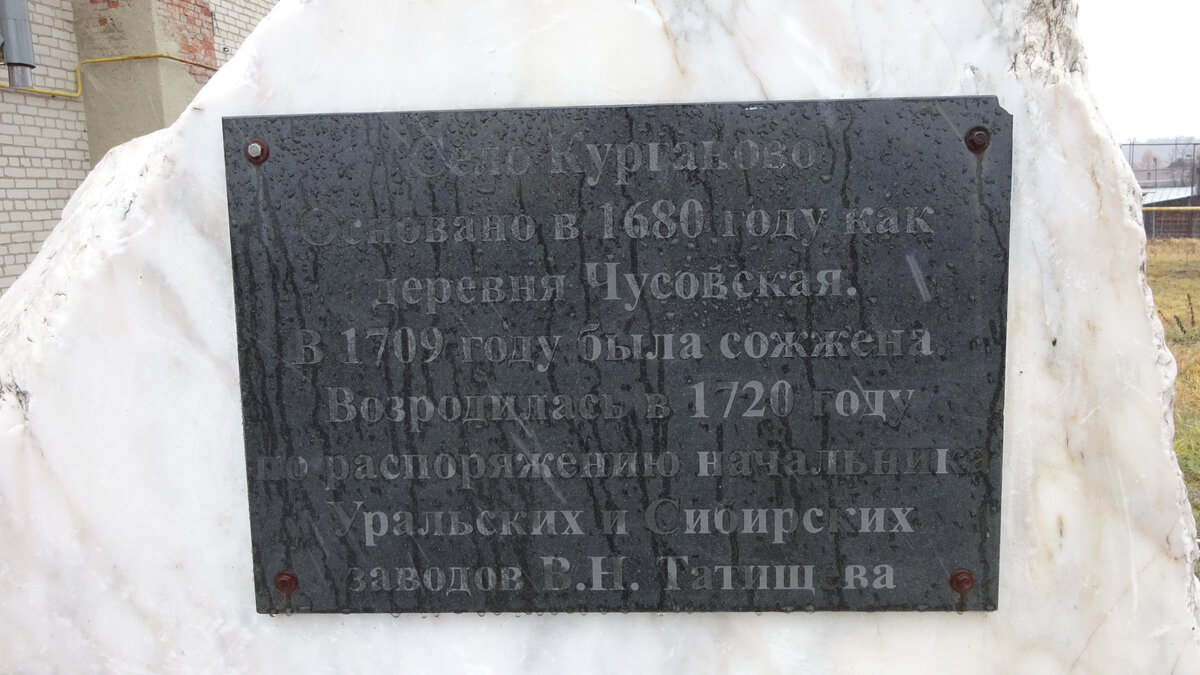 Село Курганово
Основано в 1680 году как
деревня Чусовская.
В 1709 году была сожжена
Возродилась в 1720 году
по распоряжению начальника
Уральских и Сибирских
заводов В.Н. Татищева